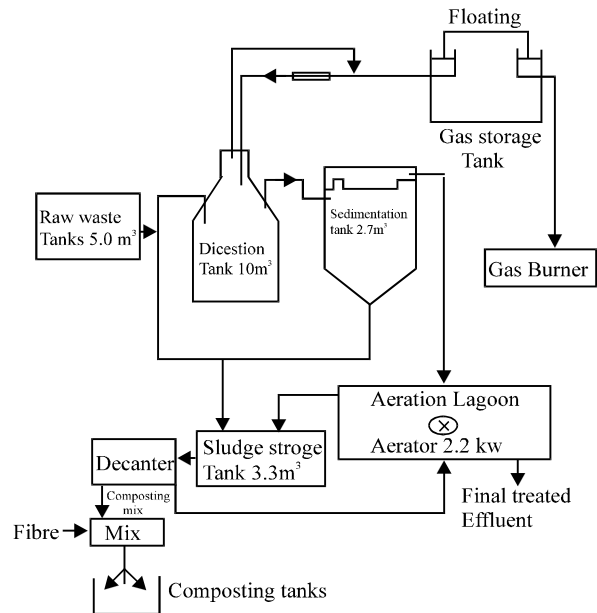 Floating
Gas storage
Tank
Raw waste
Tanks 5.0 m³
Dicestion
Tank 10m³
Sedimentation
tank 2.7m³
Gas Burner
Aeration Lagoon
Aerator 2.2 kw
Sludge stroge
Tank 3.3m³
Decanter
Composting
mix
Final treated
Effluent
Fibre
Mix
Composting tanks